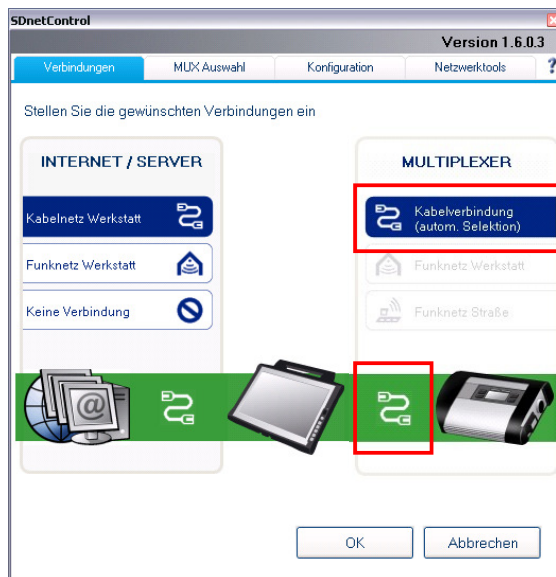 SDnetControl
Version 1.6.0.3
Verbindungen MUX Auswahl Konfiguration Netzwerktools ?
Stellen Sie die gewünschten Verbindungen ein
INTERNET / SERVER
Kabelnetz Werkstatt
Funknetz Werkstatt
Keine Verbindung
MULTIPLEXER
Kabelverbindung
(autom. Selektion)
Funknetz Werkstatt
Funknetz Straße
@
OK Abbrechen